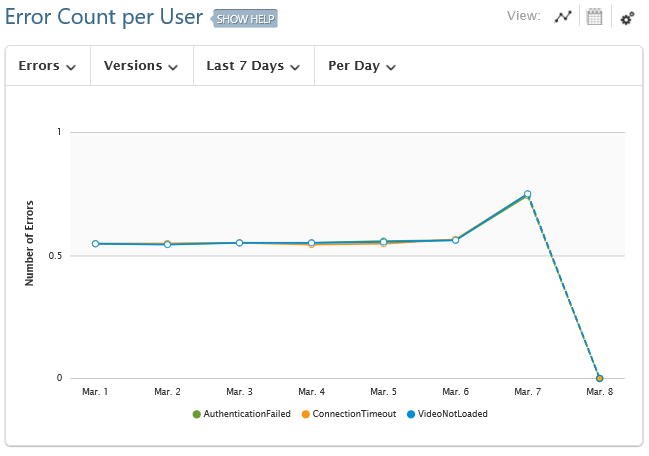 Error Count per User SHOW HELP View:
Errors Versions Last 7 Days Per Day
1
Number of Errors
0.5
0
Mar. 1 Mar. 2 Mar. 3 Mar. 4 Mar. 5 Mar. 6 Mar. 7 Mar. 8
AuthenticationFailed ConnectionTimeout VideoNotLoaded